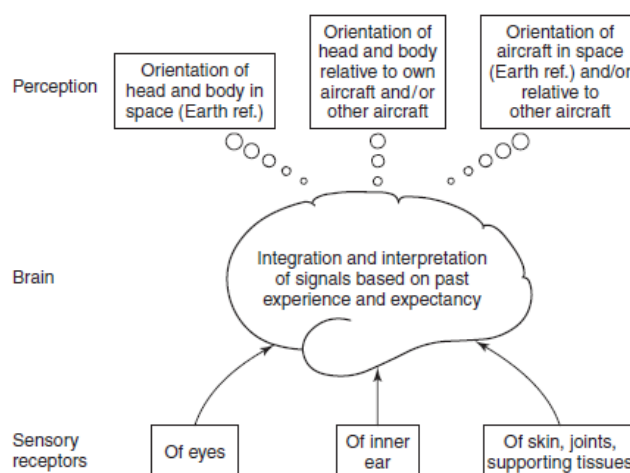 Perception
Orientation of
head and body in
space (Earth ref.)
Orientation of
head and body
relative to own
aircraft and/or
other aircraft
Orientation of
aircraft in space
(Earth ref.) and/or
relative to
other aircraft
Brain
Integration and interpretation
of signals based on past
experience and expectancy
Sensory
receptors
Of eyes
Of inner
ear
Of skin, joints,
supporting tissues